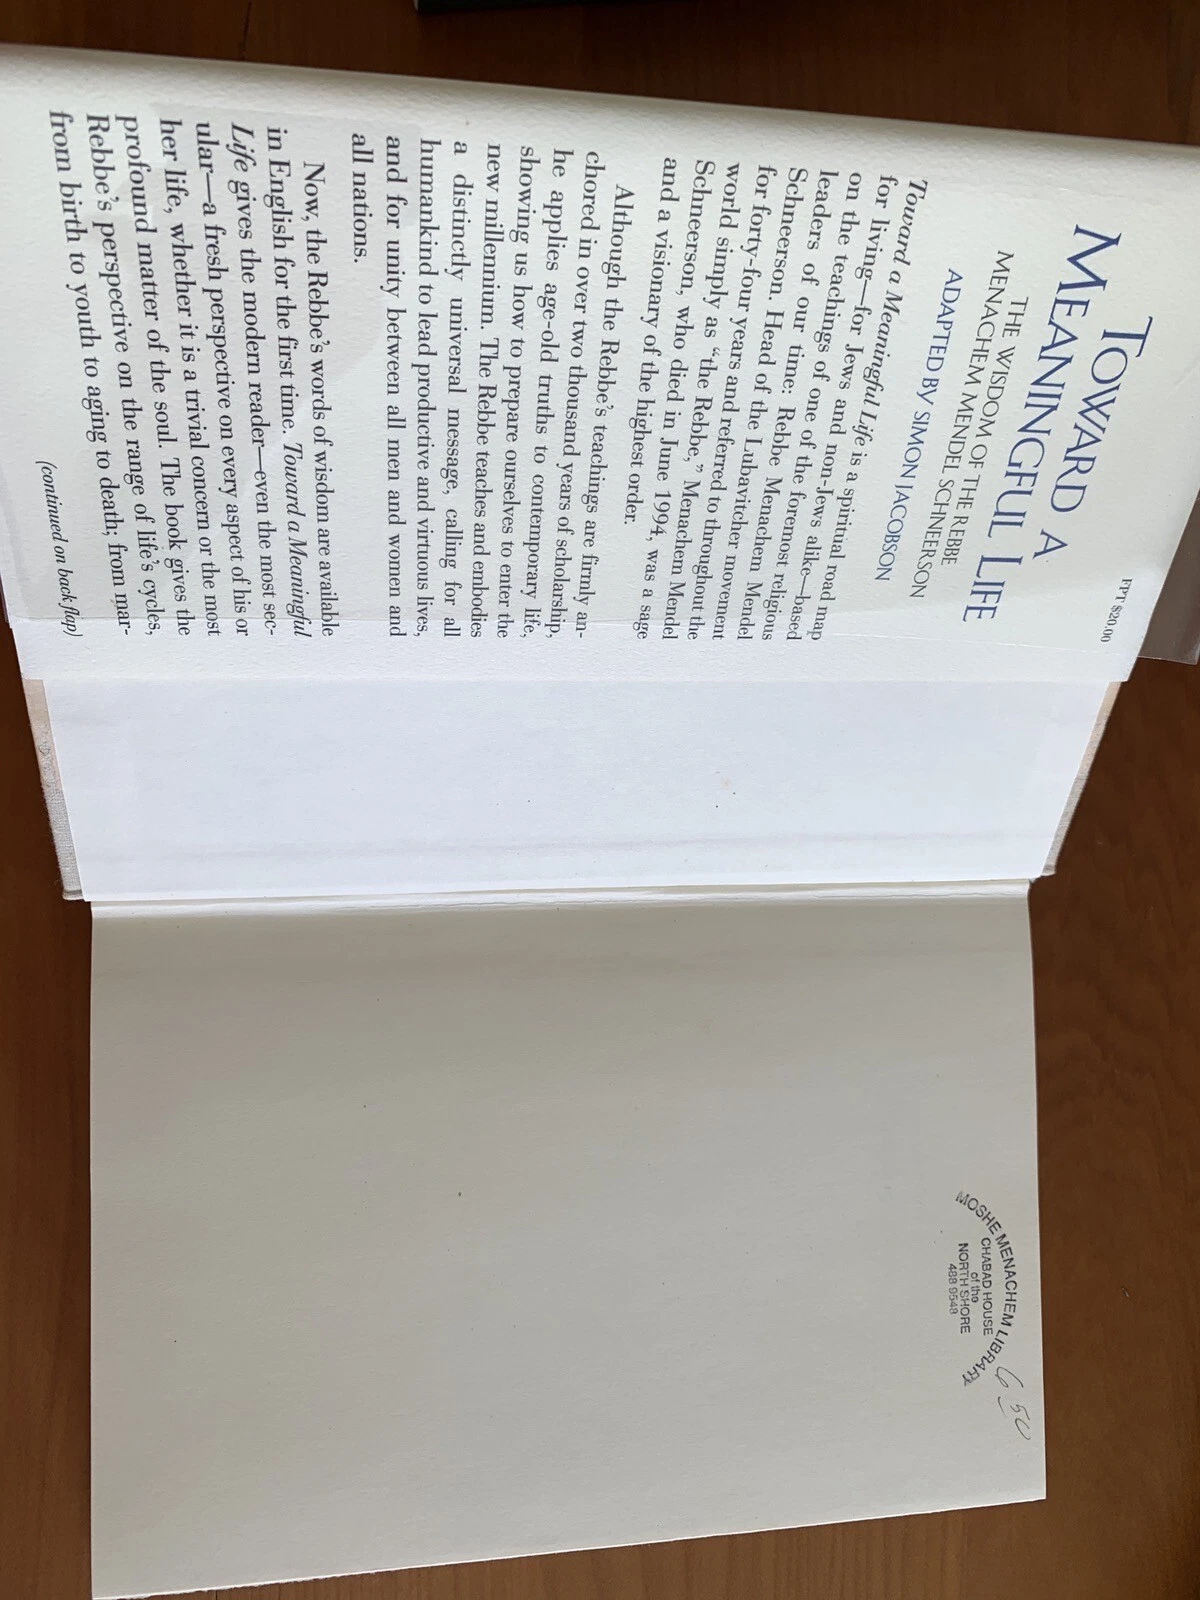 FPT $20.00
TOWARD A
MEANINGFUL LIFE
THE WISDOM OF THE REBBE
MENACHEM MENDEL SCHNEERSON
ADAPTED BY SIMON JACOBSON
Toward a Meaningful Life is a spiritual road map
for living—for Jews and non-Jews alike—based
on the teachings of one of the foremost religious
leaders of our time: Rebbe Menachem Mendel
Schneerson. Head of the Lubavitcher movement
for forty-four years and referred to throughout the
world simply as “the Rebbe,” Menachem Mendel
Schneerson, who died in June 1994, was a sage
and a visionary of the highest order.
Although the Rebbe’s teachings are firmly an-
chored in over two thousand years of scholarship,
he applies age-old truths to contemporary life,
showing us how to prepare ourselves to enter the
new millennium. The Rebbe teaches and embodies
a distinctly universal message, calling for all
humankind to lead productive and virtuous lives,
and for unity between all men and women and
all nations.
Now, the Rebbe’s words of wisdom are available
in English for the first time. Toward a Meaningful
Life gives the modern reader—even the most sec-
ular—a fresh perspective on every aspect of his or
her life, whether it is a trivial concern or the most
profound matter of the soul. The book gives the
Rebbe’s perspective on the range of life’s cycles,
from birth to youth to aging to death; from mar-
(continued on back flap)
MOSHE MENACHEM LIBRARY
CHABAD HOUSE
of the
NORTH SHORE
488 9548
6 50